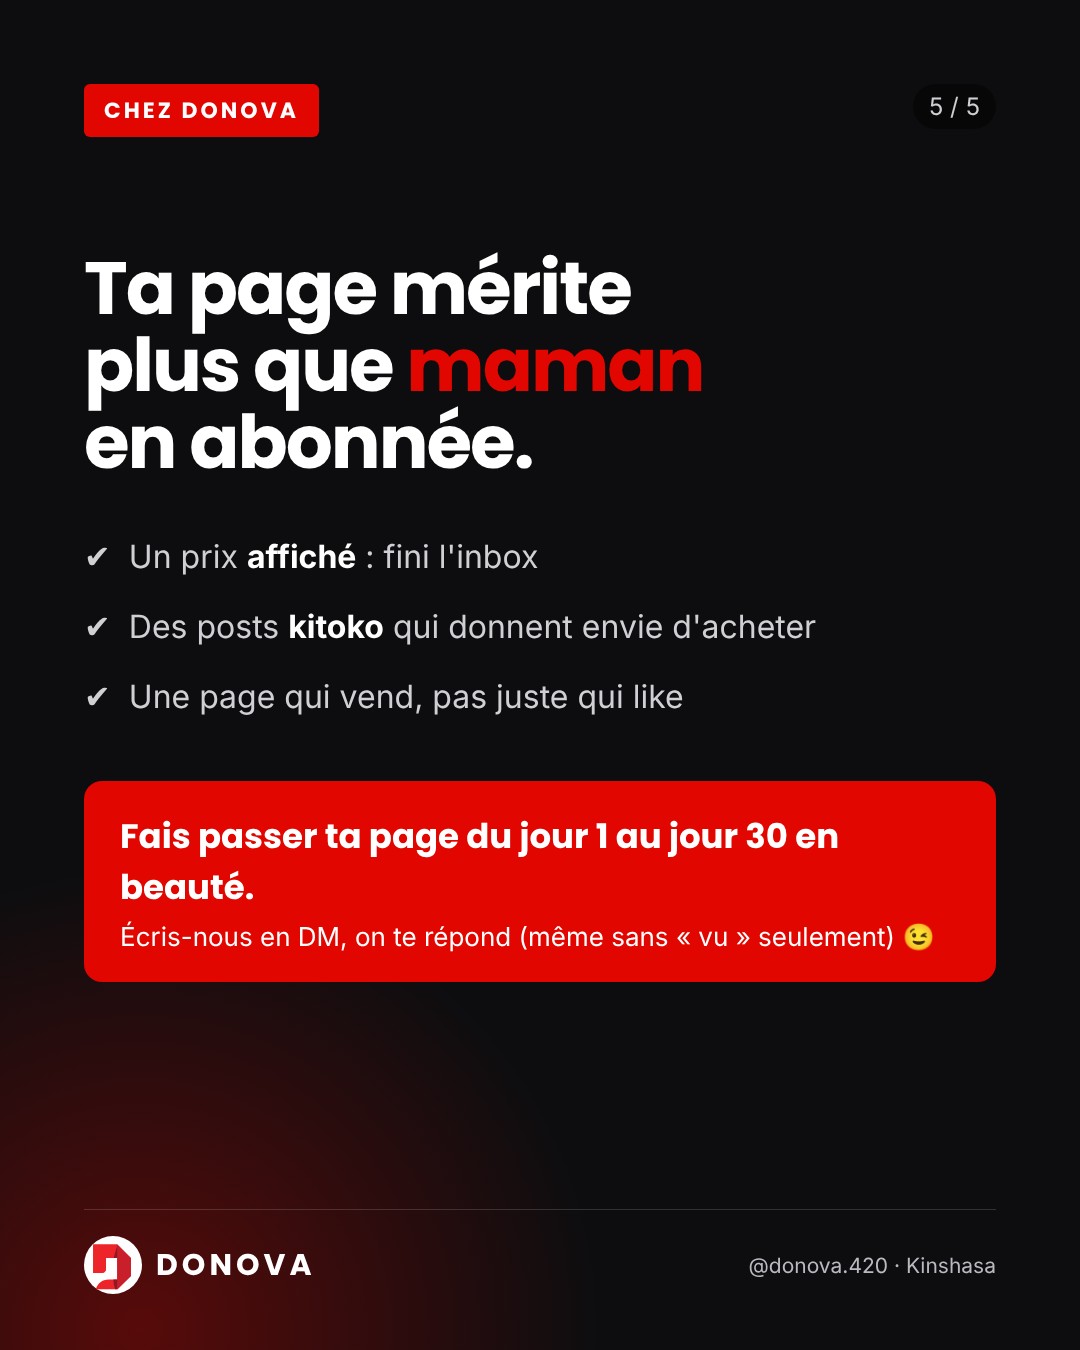 CHEZ DONOVA
5 / 5
Ta page mérite
plus que maman
en abonnée.
✔ Un prix affiché : fini l'inbox
✔ Des posts kitoko qui donnent envie d'acheter
✔ Une page qui vend, pas juste qui like
Fais passer ta page du jour 1 au jour 30 en
beauté.
Écris-nous en DM, on te répond (même sans « vu » seulement) 😉
DONOVA
@donova.420 · Kinshasa